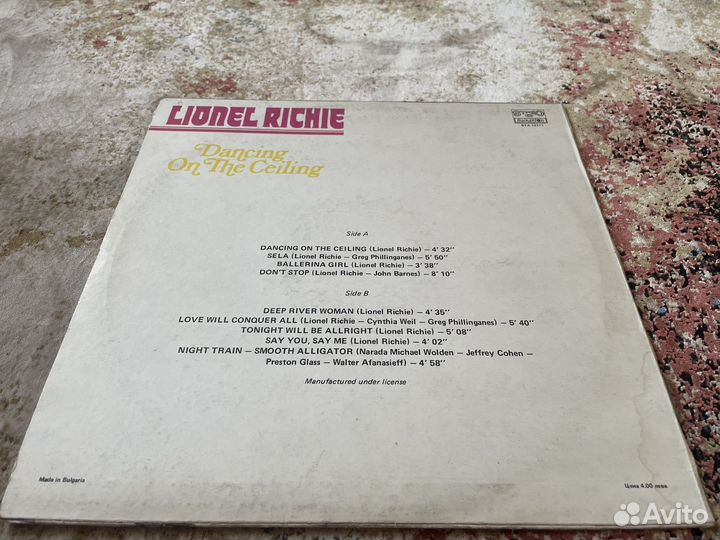 LIONEL RICHIE
Dancing
On The Ceiling
Side A
DANCING ON THE CEILING (Lionel Richie) – 4' 32''
SELA (Lionel Richie – Greg Phillinganes) – 5' 50''
BALLERINA GIRL (Lionel Richie) – 3' 38''
DON'T STOP (Lionel Richie – John Barnes) – 8' 10''
Side B
DEEP RIVER WOMAN (Lionel Richie) – 4' 35''
LOVE WILL CONQUER ALL (Lionel Richie – Cynthia Weil – Greg Phillinganes) – 5' 40''
TONIGHT WILL BE ALLRIGHT (Lionel Richie) – 5' 08''
SAY YOU, SAY ME (Lionel Richie) – 4' 02''
NIGHT TRAIN – SMOOTH ALLIGATOR (Narada Michael Wolden – Jeffrey Cohen –
Preston Glass – Walter Afanasieff) – 4' 58''
Manufactured under license
Made in Bulgaria
Цена 4.00 лева
Avito